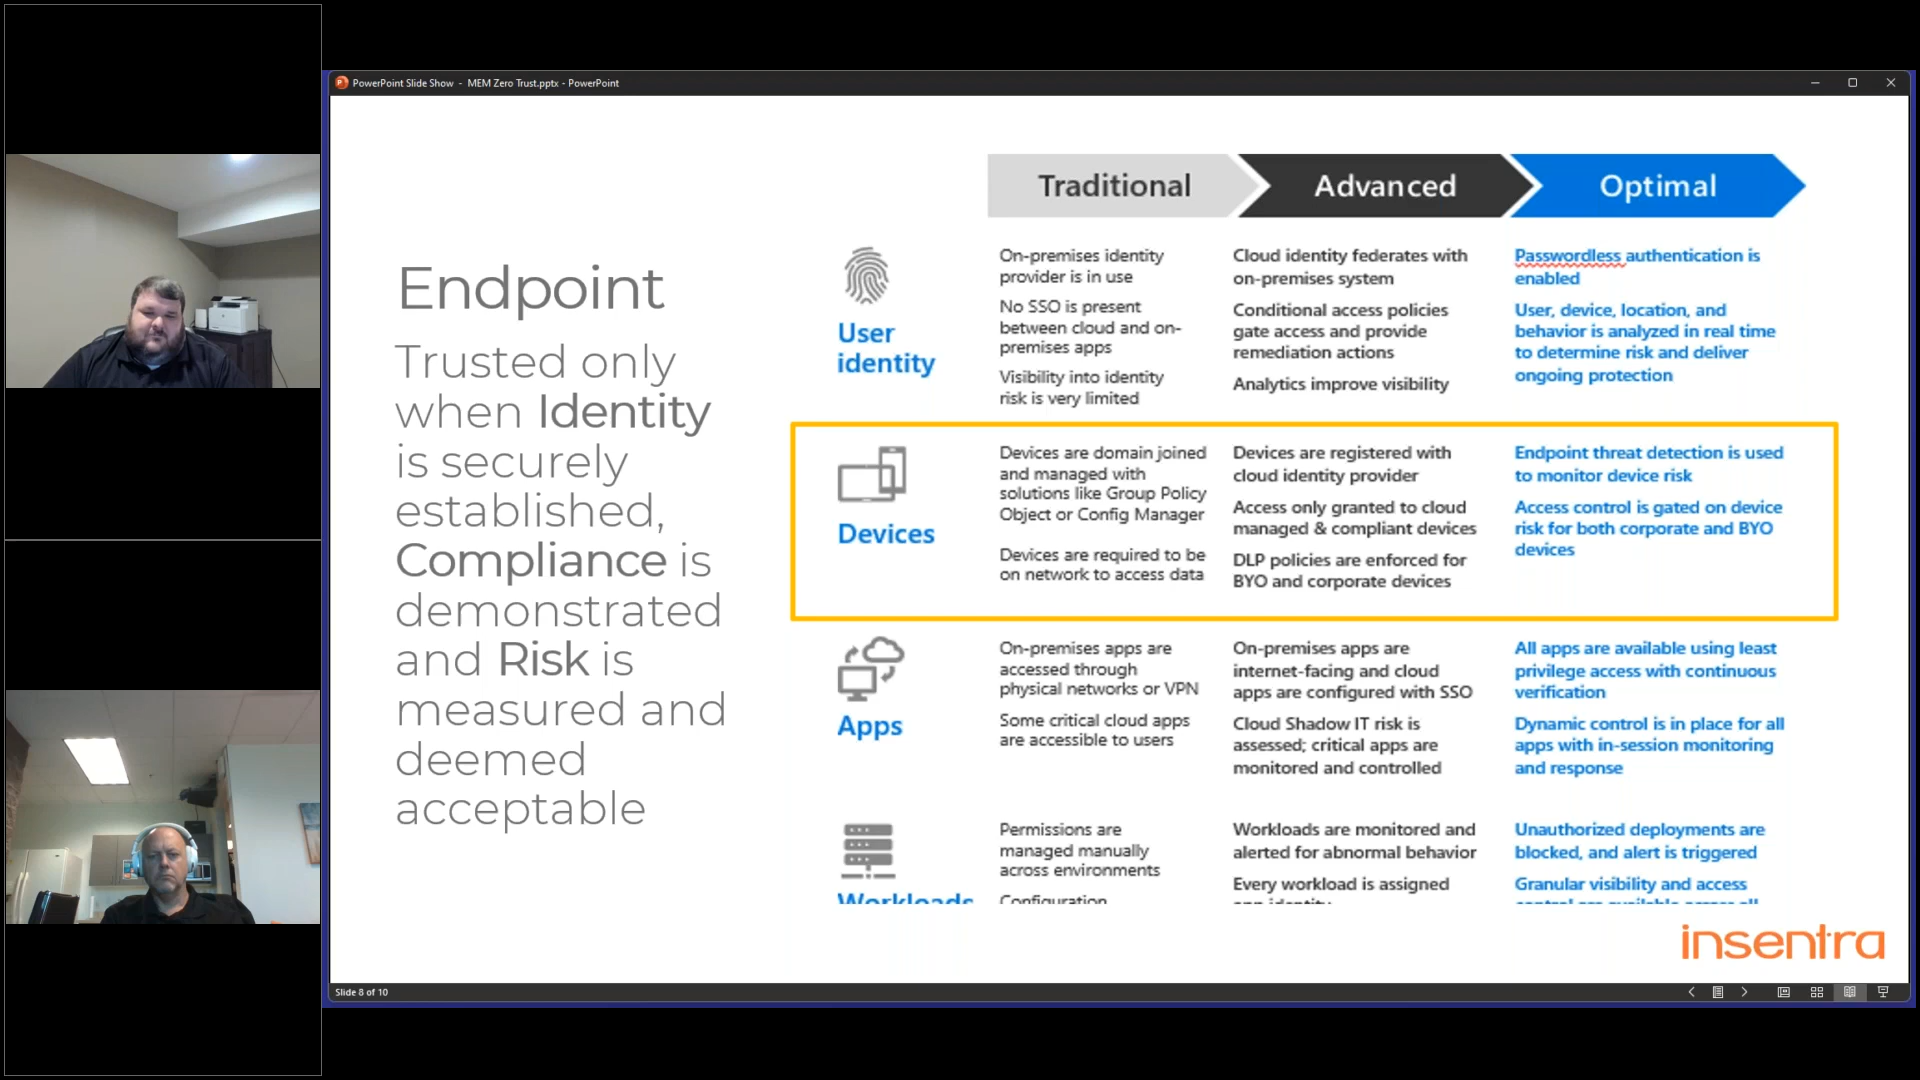 PowerPoint Slide Show - MEM Zero Trust.pptx - PowerPoint
Endpoint
Trusted only
when Identity
is securely
established,
Compliance is
demonstrated
and Risk is
measured and
deemed
acceptable
Traditional
Advanced
Optimal
User
identity
On-premises identity
provider is in use
No SSO is present
between cloud and on-
premises apps
Visibility into identity
risk is very limited
Cloud identity federates with
on-premises system
Conditional access policies
gate access and provide
remediation actions
Analytics improve visibility
Passwordless authentication is
enabled
User, device, location, and
behavior is analyzed in real time
to determine risk and deliver
ongoing protection
Devices
Devices are domain joined
and managed with
solutions like Group Policy
Object or Config Manager
Devices are required to be
on network to access data
Devices are registered with
cloud identity provider
Access only granted to cloud
managed & compliant devices
DLP policies are enforced for
BYO and corporate devices
Endpoint threat detection is used
to monitor device risk
Access control is gated on device
risk for both corporate and BYO
devices
Apps
On-premises apps are
accessed through
physical networks or VPN
Some critical cloud apps
are accessible to users
On-premises apps are
internet-facing and cloud
apps are configured with SSO
Cloud Shadow IT risk is
assessed; critical apps are
monitored and controlled
All apps are available using least
privilege access with continuous
verification
Dynamic control is in place for all
apps with in-session monitoring
and response
Workloads
Permissions are
managed manually
across environments
Configuration
Workloads are monitored and
alerted for abnormal behavior
Every workload is assigned
app identity
Unauthorized deployments are
blocked, and alert is triggered
Granular visibility and access
control are available across all
insentra
Slide 8 of 10